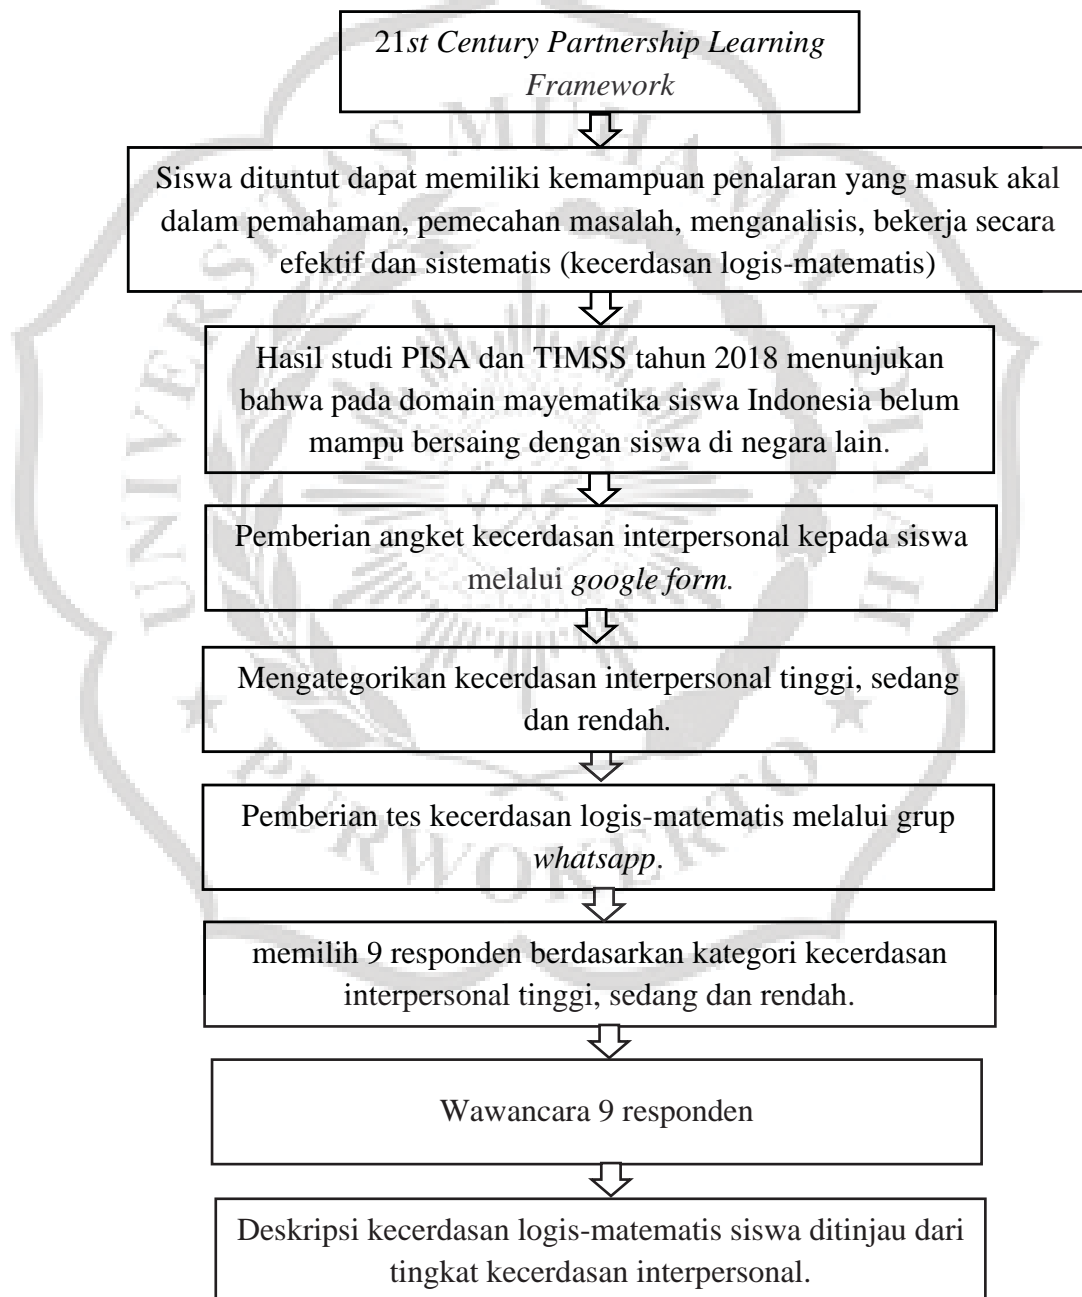 21st Century Partnership Learning
Framework
Siswa dituntut dapat memiliki kemampuan penalaran yang masuk akal
dalam pemahaman, pemecahan masalah, menganalisis, bekerja secara
efektif dan sistematis (kecerdasan logis-matematis)
Hasil studi PISA dan TIMSS tahun 2018 menunjukan
bahwa pada domain mayematika siswa Indonesia belum
mampu bersaing dengan siswa di negara lain.
Pemberian angket kecerdasan interpersonal kepada siswa
melalui google form.
Mengategorikan kecerdasan interpersonal tinggi, sedang
dan rendah.
Pemberian tes kecerdasan logis-matematis melalui grup
whatsapp.
memilih 9 responden berdasarkan kategori kecerdasan
interpersonal tinggi, sedang dan rendah.
Wawancara 9 responden
Deskripsi kecerdasan logis-matematis siswa ditinjau dari
tingkat kecerdasan interpersonal.
UNIVERSITAS MUHAMMADIYAH
PURWOKERTO